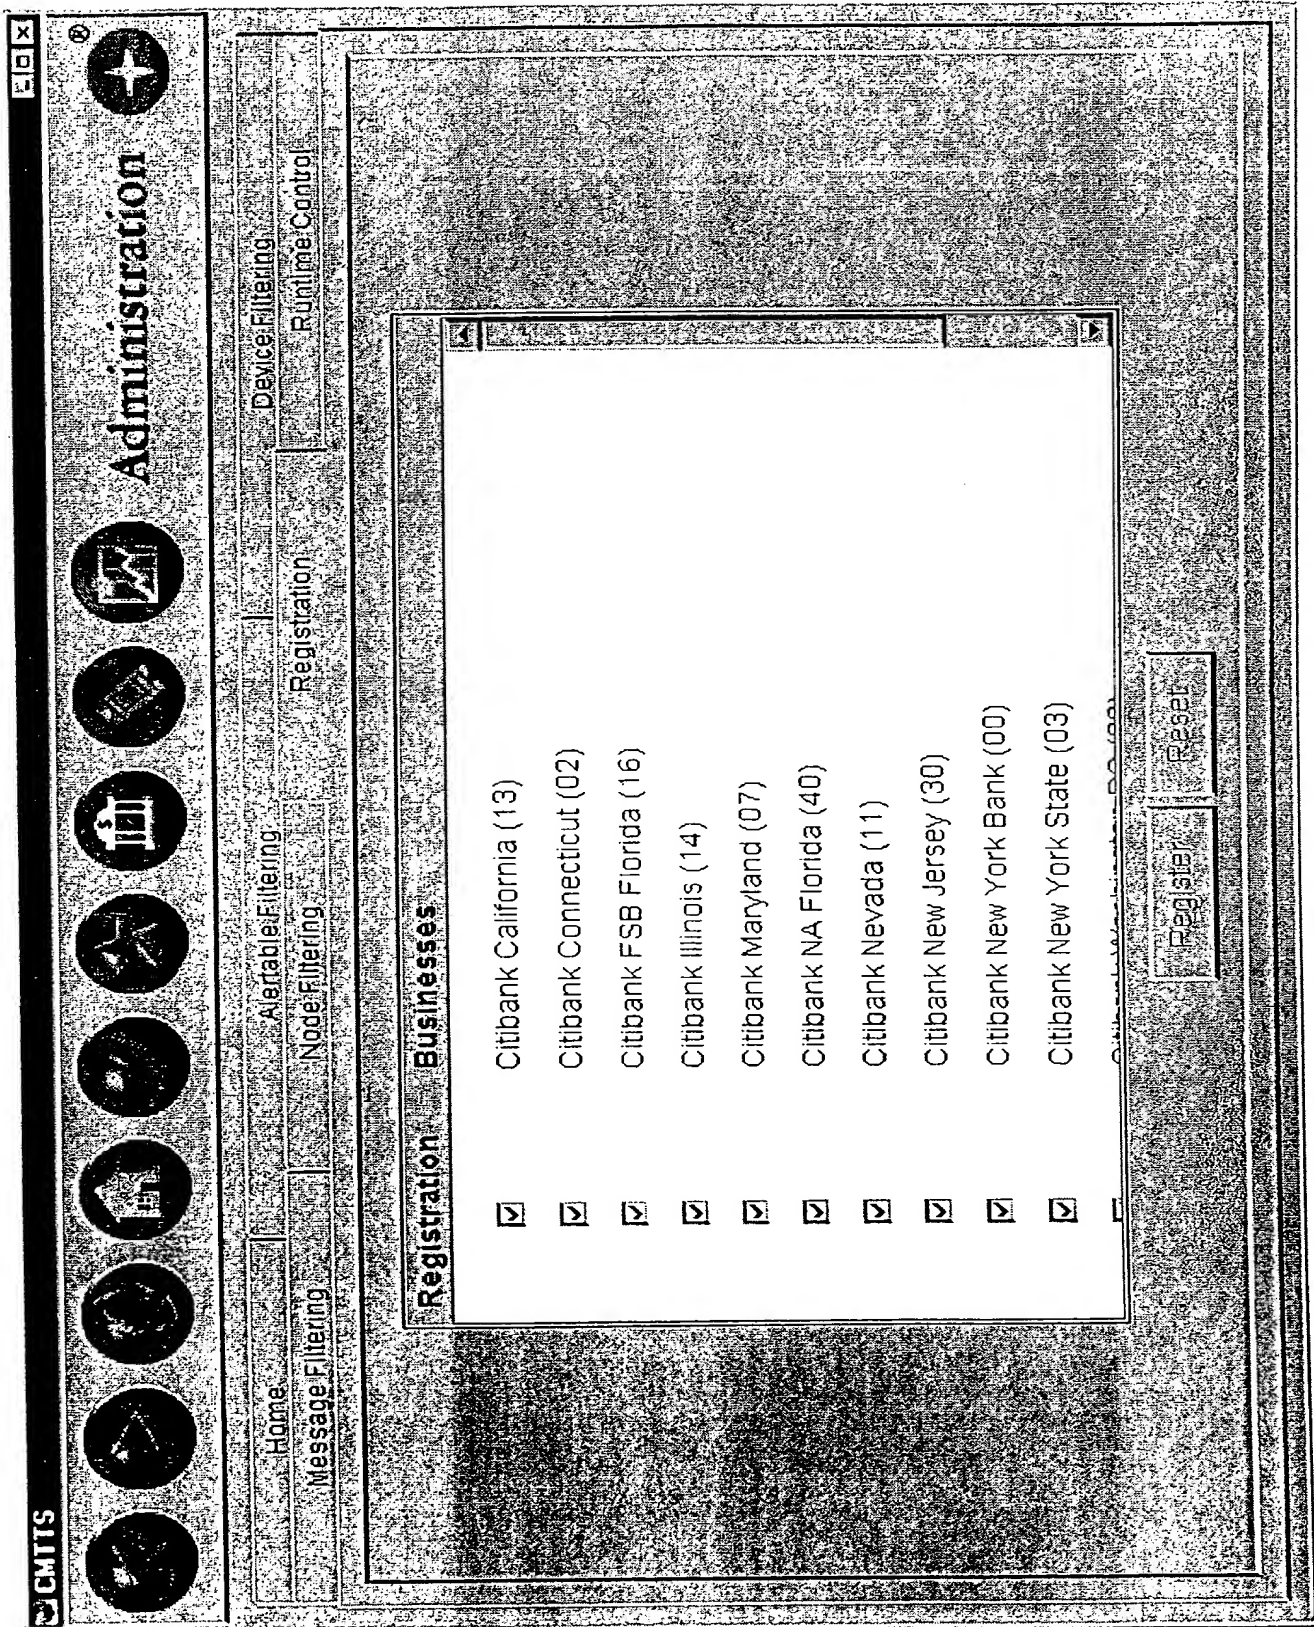 CMTTS
Administration
®
Home
Alertable Filtering
Device Filtering
Message Filtering
Node Filtering
Registration
Runtime Control
Registration Businesses
Citibank California (13)
Citibank Connecticut (02)
Citibank FSB Florida (16)
Citibank Illinois (14)
Citibank Maryland (07)
Citibank NA Florida (40)
Citibank Nevada (11)
Citibank New Jersey (30)
Citibank New York Bank (00)
Citibank New York State (03)
Register
Reset